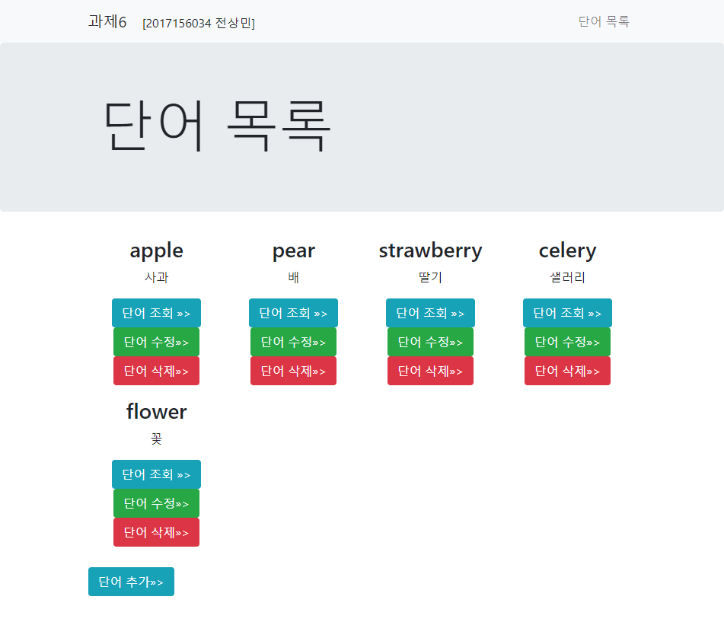 과제6 [2017156034 전상민] 단어 목록
단어 목록
apple pear strawberry celery
사과 배 딸기 샐러리
단어 조회 »> 단어 조회 »> 단어 조회 »> 단어 조회 »>
단어 수정»> 단어 수정»> 단어 수정»> 단어 수정»>
단어 삭제»> 단어 삭제»> 단어 삭제»> 단어 삭제»>
flower
꽃
단어 조회 »>
단어 수정»>
단어 삭제»>
단어 추가»>